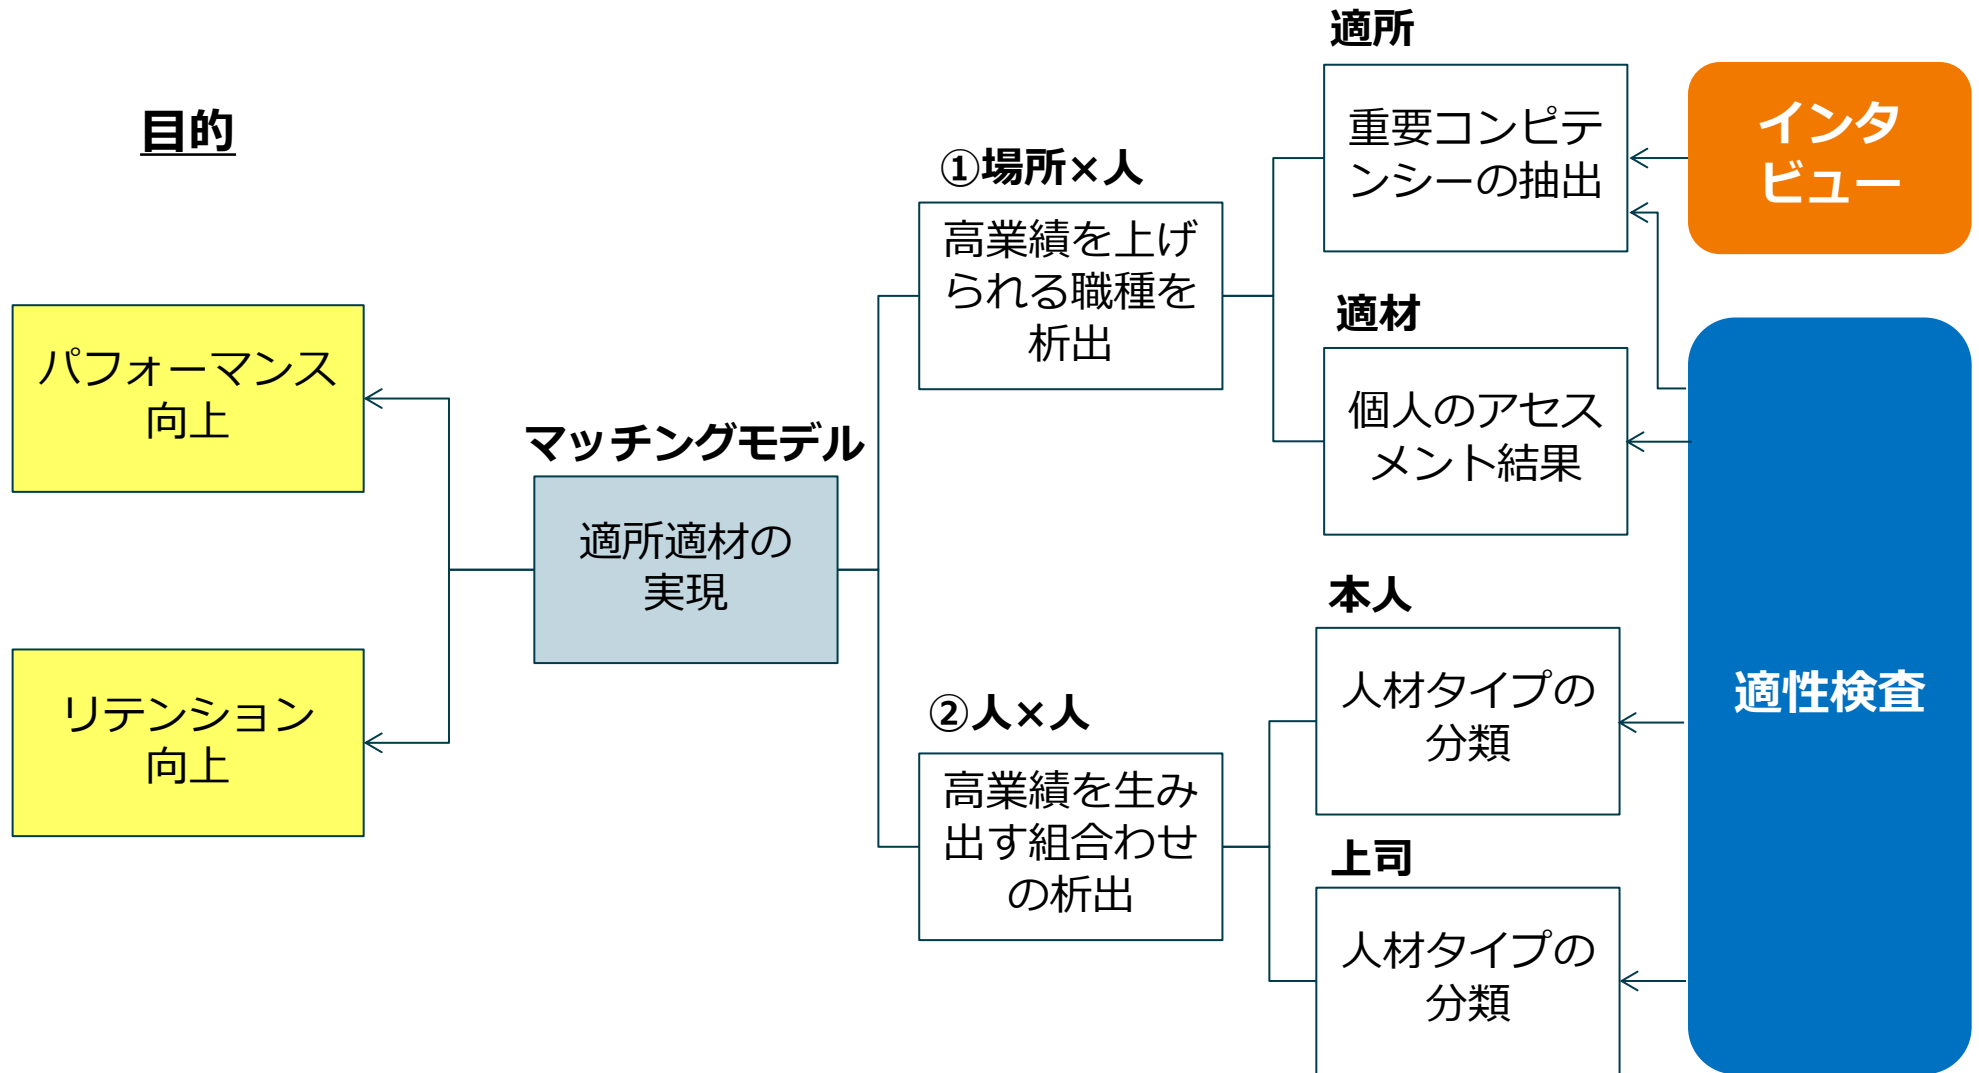 目的
パフォーマンス
向上
リテンション
向上
マッチングモデル
適所適材の
実現
①場所×人
高業績を上げ
られる職種を
析出
②人×人
高業績を生み
出す組合わせ
の析出
適所
重要コンピテ
ンシーの抽出
適材
個人のアセス
メント結果
本人
人材タイプの
分類
上司
人材タイプの
分類
インタ
ビュー
適性検査